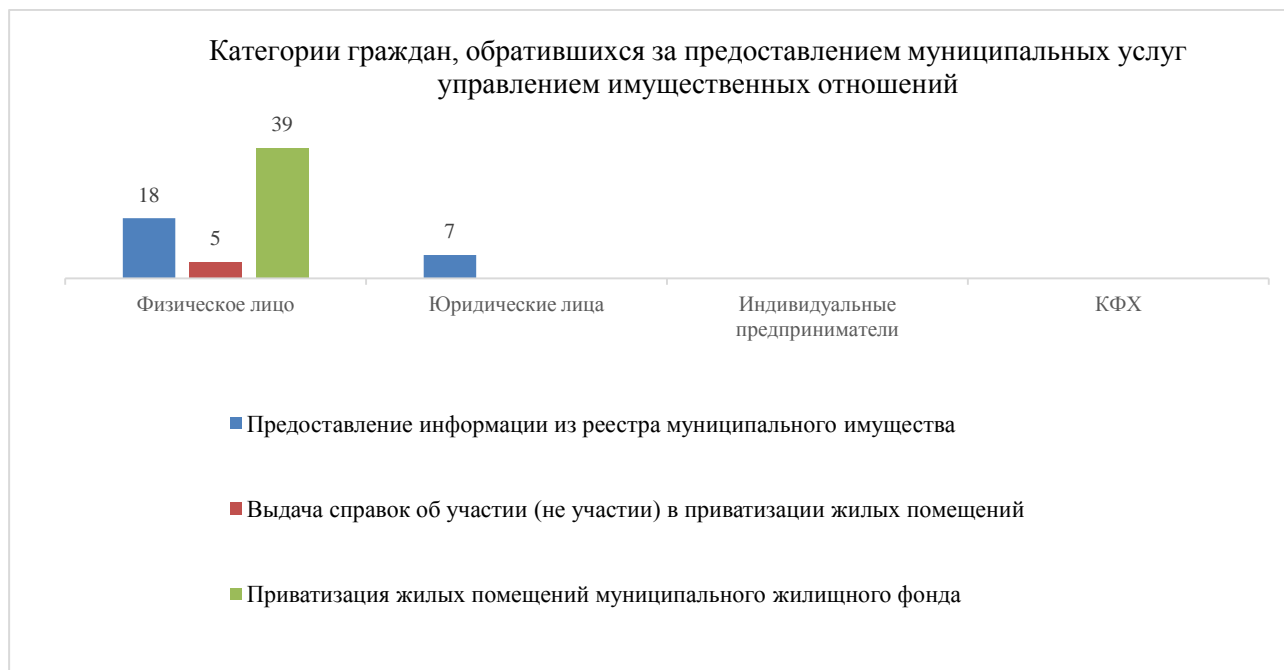 Категории граждан, обратившихся за предоставлением муниципальных услуг
управлением имущественных отношений
39
18
5
7
Физическое лицо
Юридические лица
Индивидуальные
предприниматели
КФХ
Предоставление информации из реестра муниципального имущества
Выдача справок об участии (не участии) в приватизации жилых помещений
Приватизация жилых помещений муниципального жилищного фонда